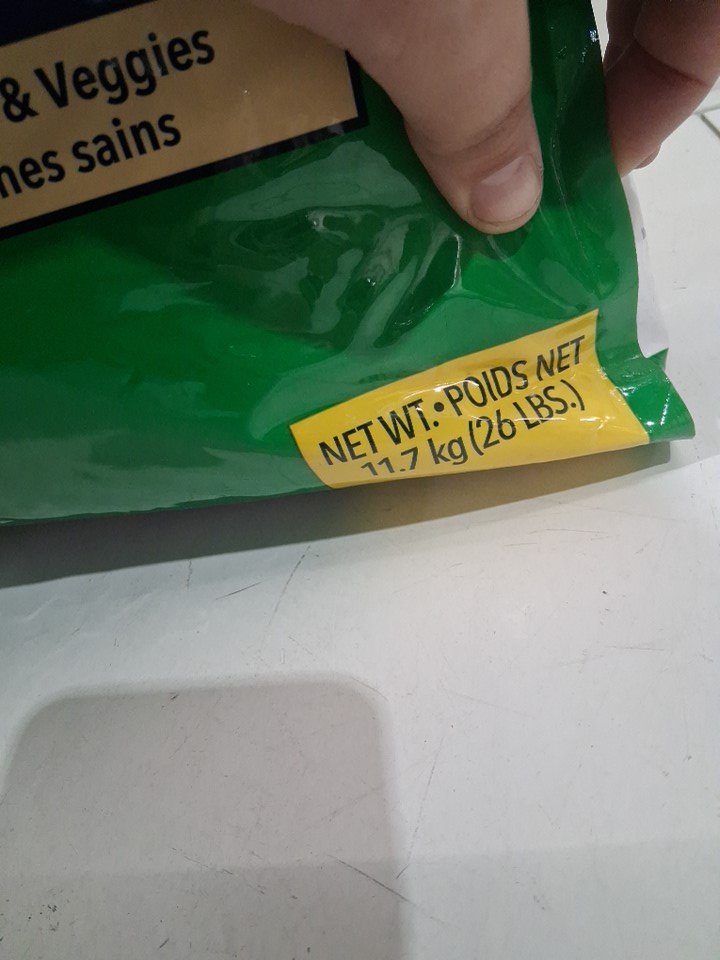 & Veggies
nes sains
NET WT.•POIDS NET
11.7 kg (26 LBS.)